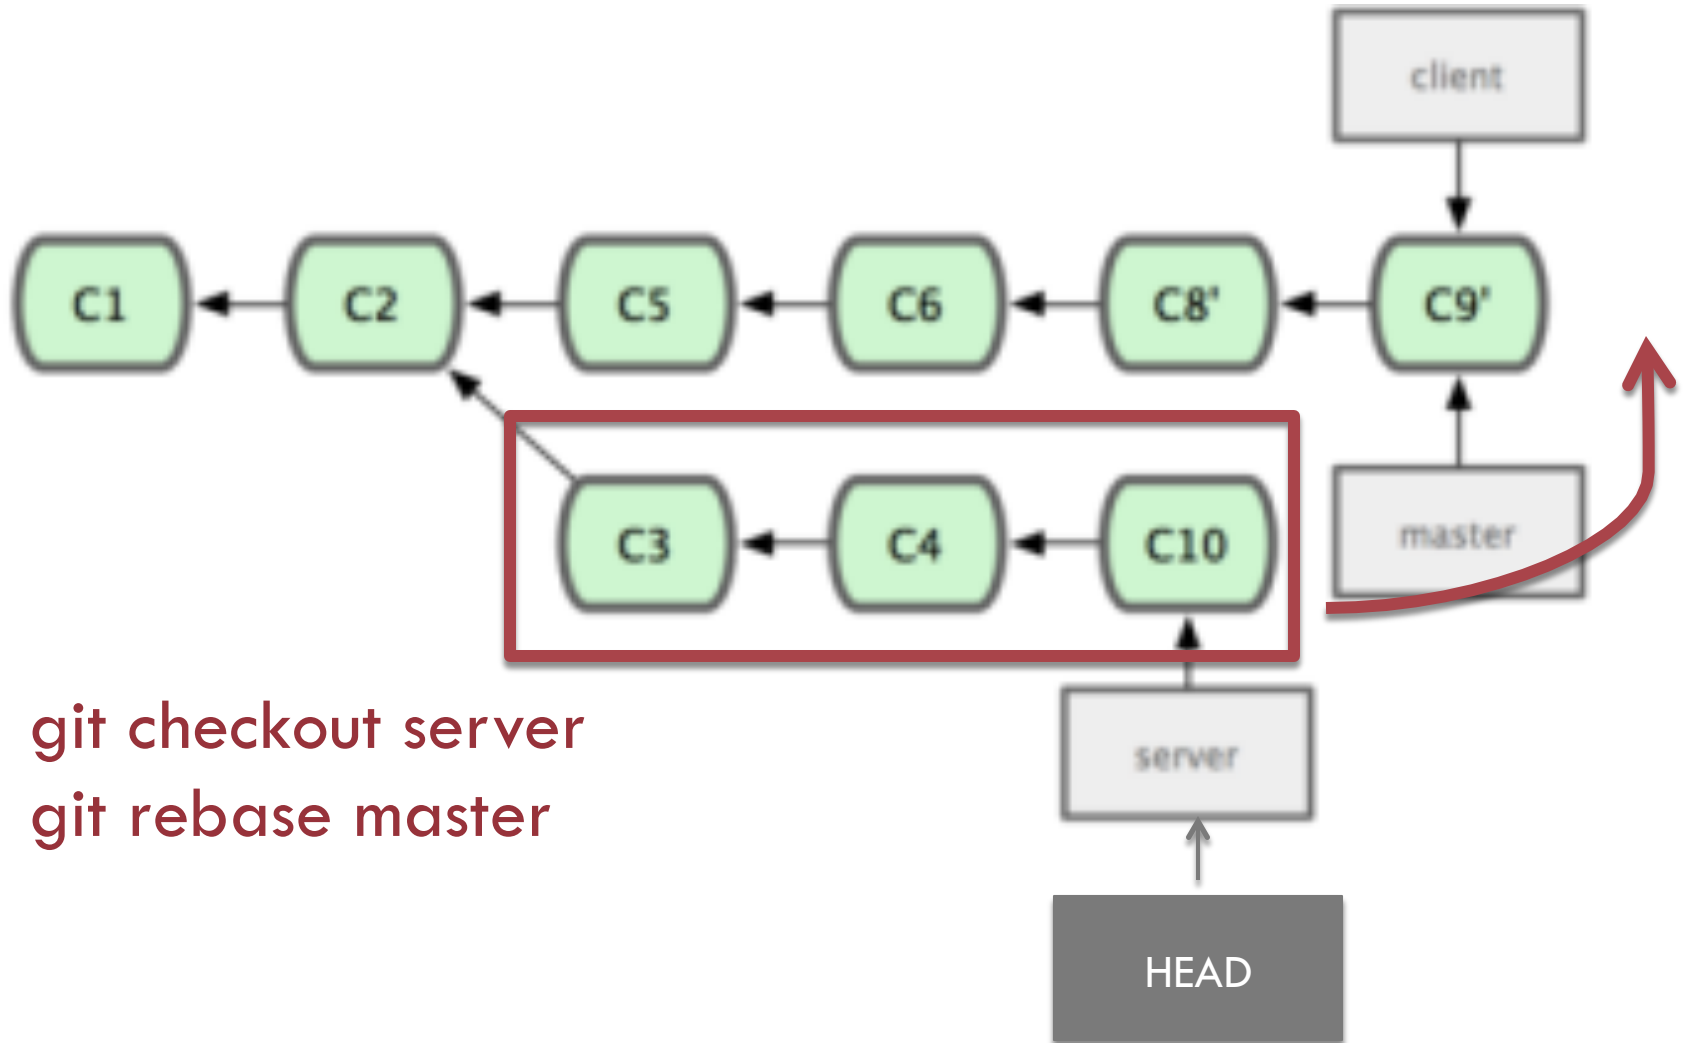 client
C1
C2
C5
C6
C8'
C9'
C3
C4
C10
master
git checkout server
server
git rebase master
HEAD